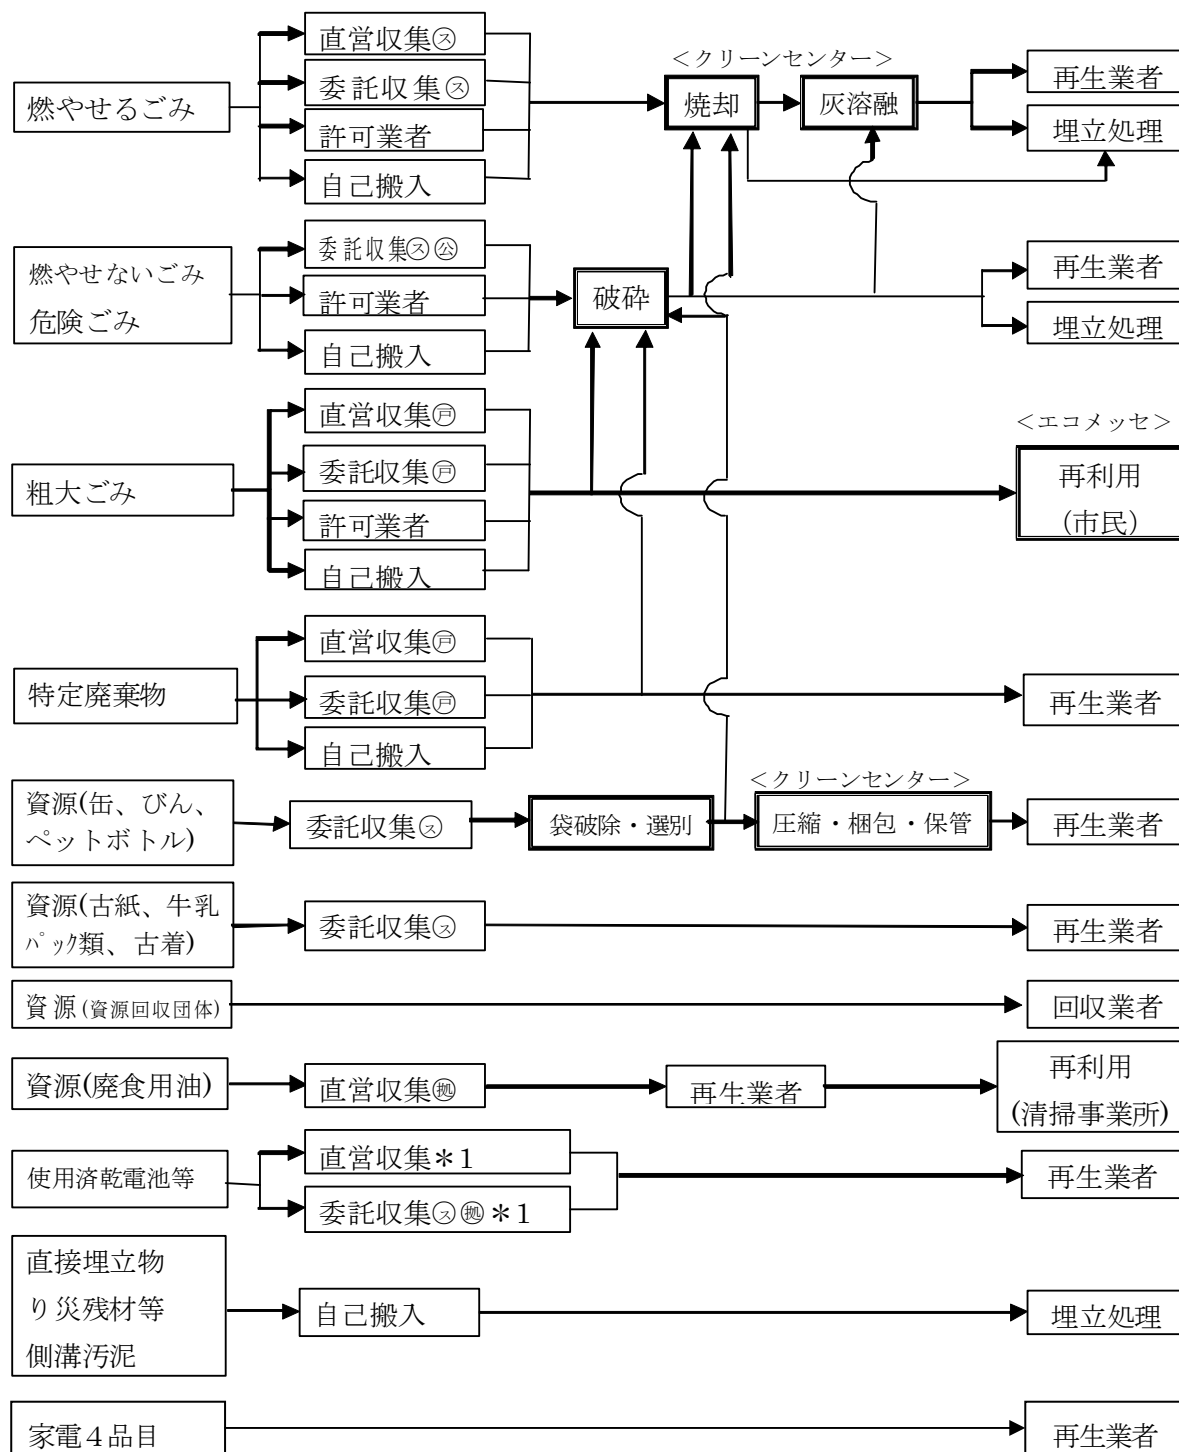 燃やせるごみ
直営収集㋜
委託収集㋜
許可業者
自己搬入
<クリーンセンター>
焼却
灰溶融
再生業者
埋立処理
燃やせないごみ
危険ごみ
委託収集㋜㊡
許可業者
自己搬入
破砕
再生業者
埋立処理
粗大ごみ
直営収集戸
委託収集戸
許可業者
自己搬入
<エコメッセ>
再利用
(市民)
特定廃棄物
直営収集戸
委託収集戸
自己搬入
再生業者
資源(缶、びん、
ペットボトル)
委託収集㋜
袋破除・選別
<クリーンセンター>
圧縮・梱包・保管
再生業者
資源(古紙、牛乳
パック類、古着)
委託収集㋜
再生業者
資源(資源回収団体)
回収業者
資源(廃食用油)
直営収集拠
再生業者
再利用
(清掃事業所)
使用済乾電池等
直営収集＊1
委託収集㋜拠＊1
再生業者
直接埋立物
り災残材等
側溝汚泥
自己搬入
埋立処理
家電４品目
再生業者